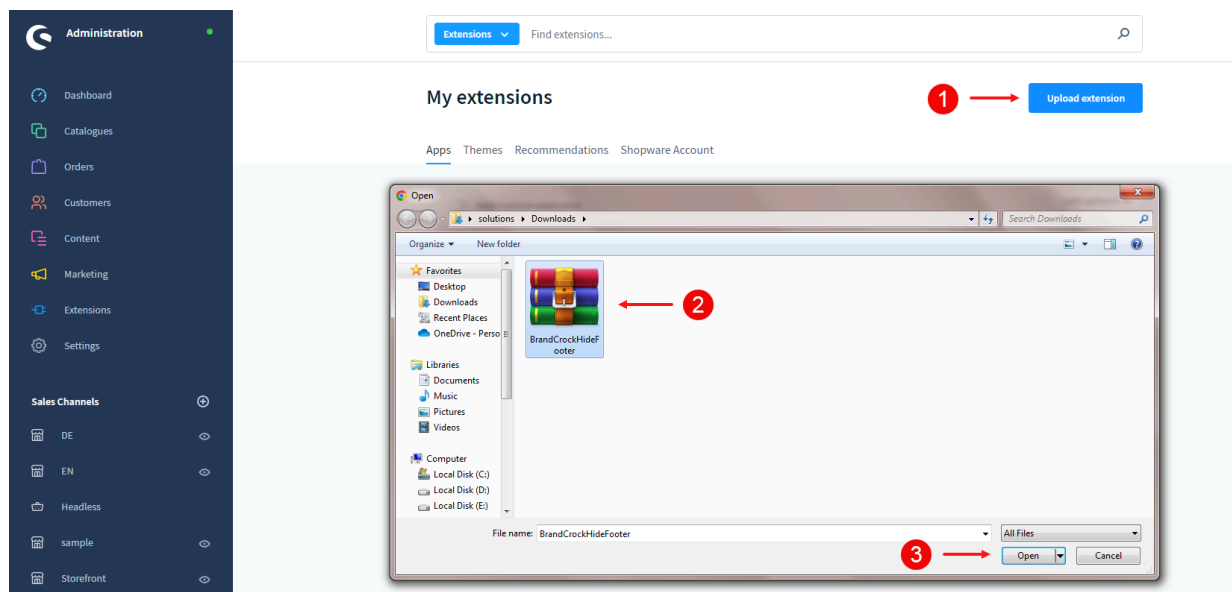 Administration
Dashboard
Catalogues
Orders
Customers
Content
Marketing
Extensions
Settings
Sales Channels
DE
EN
Headless
sample
Storefront
Extensions
Find extensions...
My extensions
1
Upload extension
Apps Themes Recommendations Shopware Account
Open
solutions Downloads
Search Downloads
Organize New folder
Favorites
Desktop
Downloads
Recent Places
OneDrive - Perso
Libraries
Documents
Music
Pictures
Videos
Computer
Local Disk (C:)
Local Disk (D:)
Local Disk (E:)
BrandCrockHideF
ooter
2
File name: BrandCrockHideFooter
All Files
3
Open Cancel